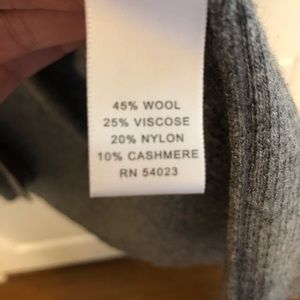 45% WOOL
25% VISCOSE
20% NYLON
10% CASHMERE
RN 54023